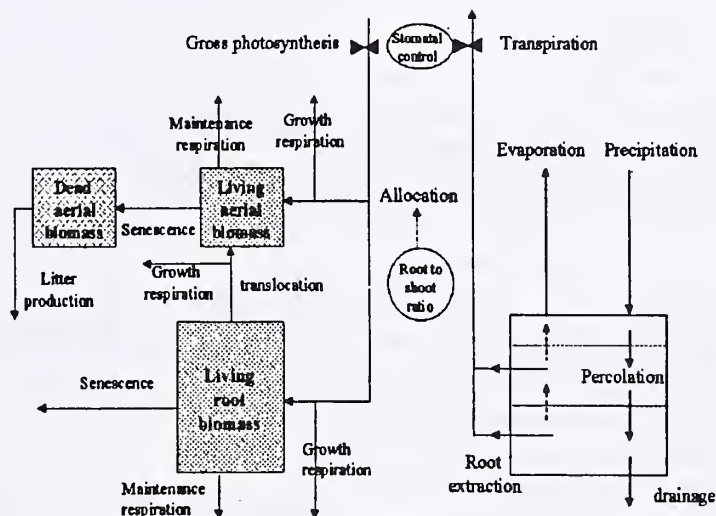 Gross photosynthesis
Stomatal
control
Transpiration
Maintenance
respiration
Growth
respiration
Evaporation
Precipitation
Dead
aerial
biomass
Senescence
Living
aerial
biomass
Allocation
Litter
production
Growth
respiration
translocation
Root to
shoot
ratio
Senescence
Living
root
biomass
Percolation
Growth
respiration
Root
extraction
Maintenance
respiration
drainage